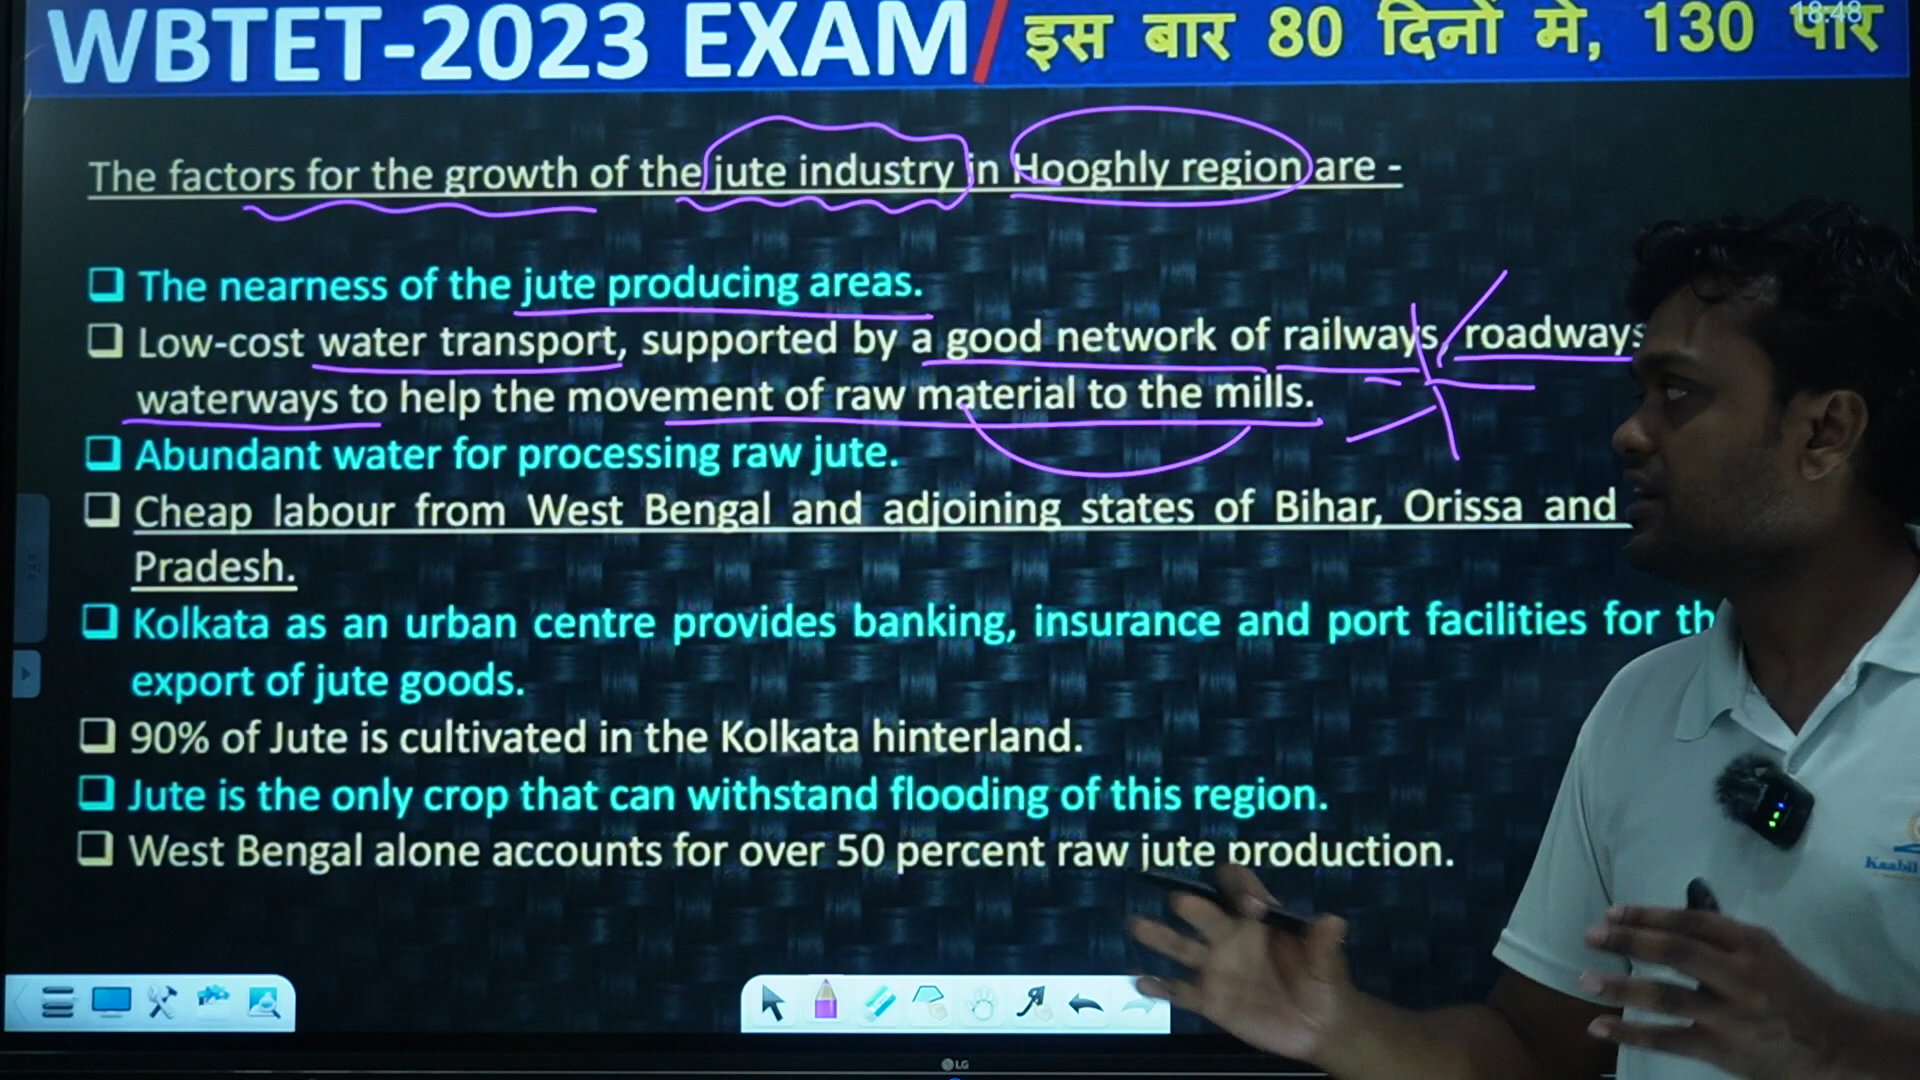 WBTET-2023 EXAM/ इस बार 80 दिनों मे, 130 पार
18:48
The factors for the growth of the jute industry in Hooghly region are -
❑ The nearness of the jute producing areas.
❑ Low-cost water transport, supported by a good network of railways, roadways
waterways to help the movement of raw material to the mills.
❑ Abundant water for processing raw jute.
❑ Cheap labour from West Bengal and adjoining states of Bihar, Orissa and
Pradesh.
❑ Kolkata as an urban centre provides banking, insurance and port facilities for
export of jute goods.
❑ 90% of Jute is cultivated in the Kolkata hinterland.
❑ Jute is the only crop that can withstand flooding of this region.
❑ West Bengal alone accounts for over 50 percent raw jute production.
Kaabil
LG